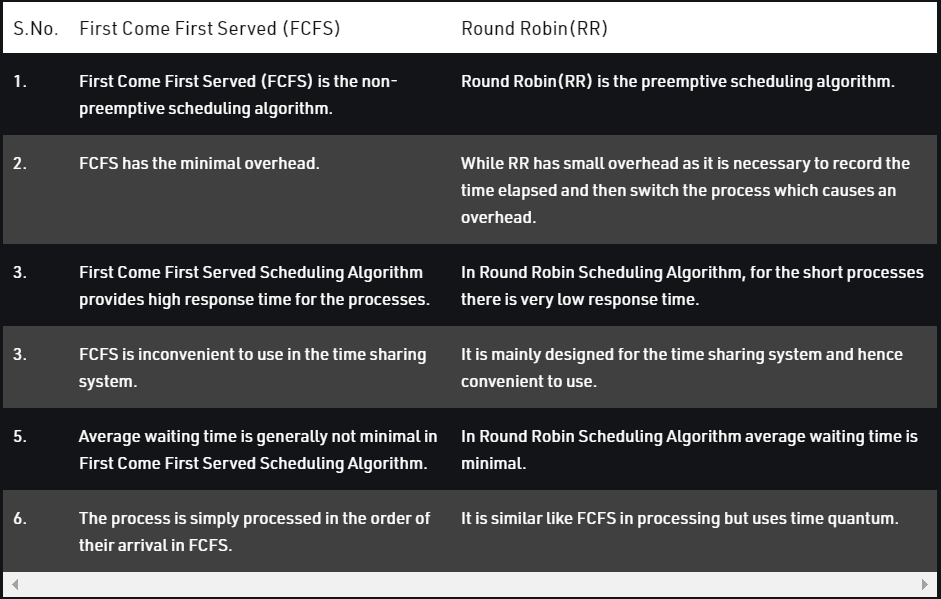 S.No. First Come First Served (FCFS) Round Robin(RR)
1. First Come First Served (FCFS) is the non-
preemptive scheduling algorithm.
Round Robin(RR) is the preemptive scheduling algorithm.
2. FCFS has the minimal overhead.
While RR has small overhead as it is necessary to record the
time elapsed and then switch the process which causes an
overhead.
3. First Come First Served Scheduling Algorithm
provides high response time for the processes.
In Round Robin Scheduling Algorithm, for the short processes
there is very low response time.
3. FCFS is inconvenient to use in the time sharing
system.
It is mainly designed for the time sharing system and hence
convenient to use.
5. Average waiting time is generally not minimal in
First Come First Served Scheduling Algorithm.
In Round Robin Scheduling Algorithm average waiting time is
minimal.
6. The process is simply processed in the order of
their arrival in FCFS.
It is similar like FCFS in processing but uses time quantum.